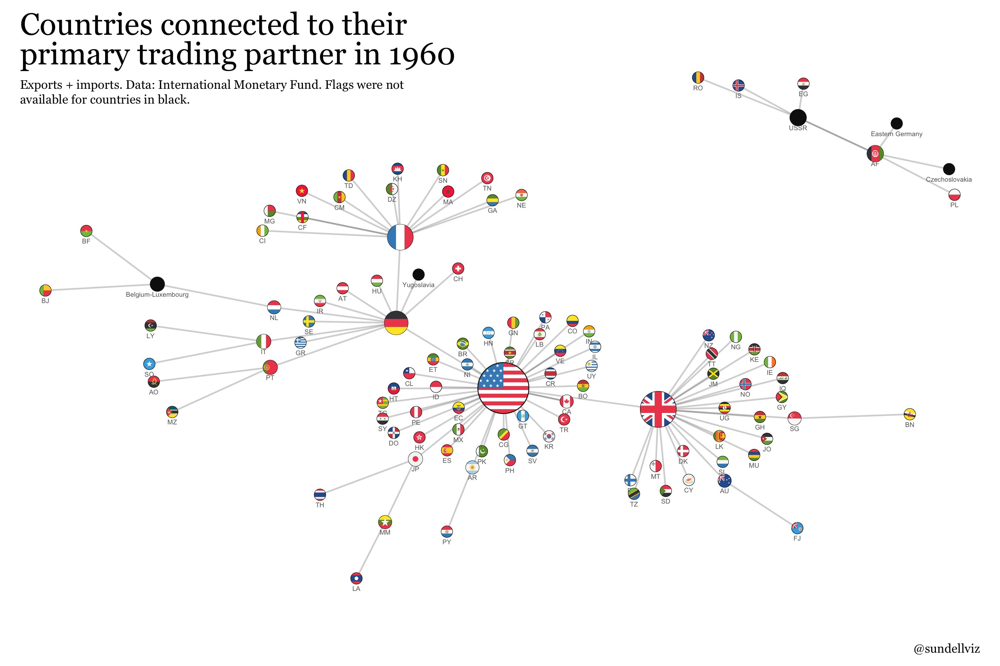 Countries connected to their
primary trading partner in 1960
Exports + imports. Data: International Monetary Fund. Flags were not
available for countries in black.
RO
IS
EG
USSR
Eastern Germany
AF
Czechoslovakia
PL
KH
SN
TD
TN
DZ
VN
MA
CM
NE
GA
MG
CF
CI
BF
Yugoslavia
CH
HU
Belgium-Luxembourg
AT
BJ
IR
NL
SE
LY
IT
GR
PA
CO
GN
HN
LB
IN
NZ
NG
BR
IL
VE
KE
TT
SR
ET
NI
IE
SO
PT
UY
CL
CR
JM
IQ
AO
HT
ID
BO
NO
GY
TG
CA
EC
UG
MZ
PE
GT
GH
SG
BN
SY
TR
DO
MX
HK
CG
KR
LK
JO
ES
PK
SV
DK
JP
PH
MU
SL
AR
MT
CY
AU
TH
TZ
SD
MM
PY
FJ
LA
@sundellviz